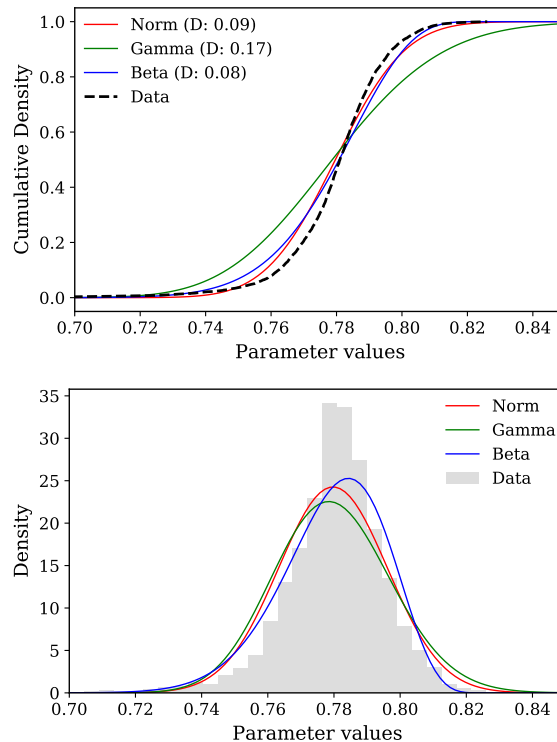 Norm (D: 0.09)
Gamma (D: 0.17)
Beta (D: 0.08)
Data
Cumulative Density
1.0
0.8
0.6
0.4
0.2
0.0
0.70 0.72 0.74 0.76 0.78 0.80 0.82 0.84
Parameter values
Norm
Gamma
Beta
Data
Density
35
30
25
20
15
10
5
0
0.70 0.72 0.74 0.76 0.78 0.80 0.82 0.84
Parameter values